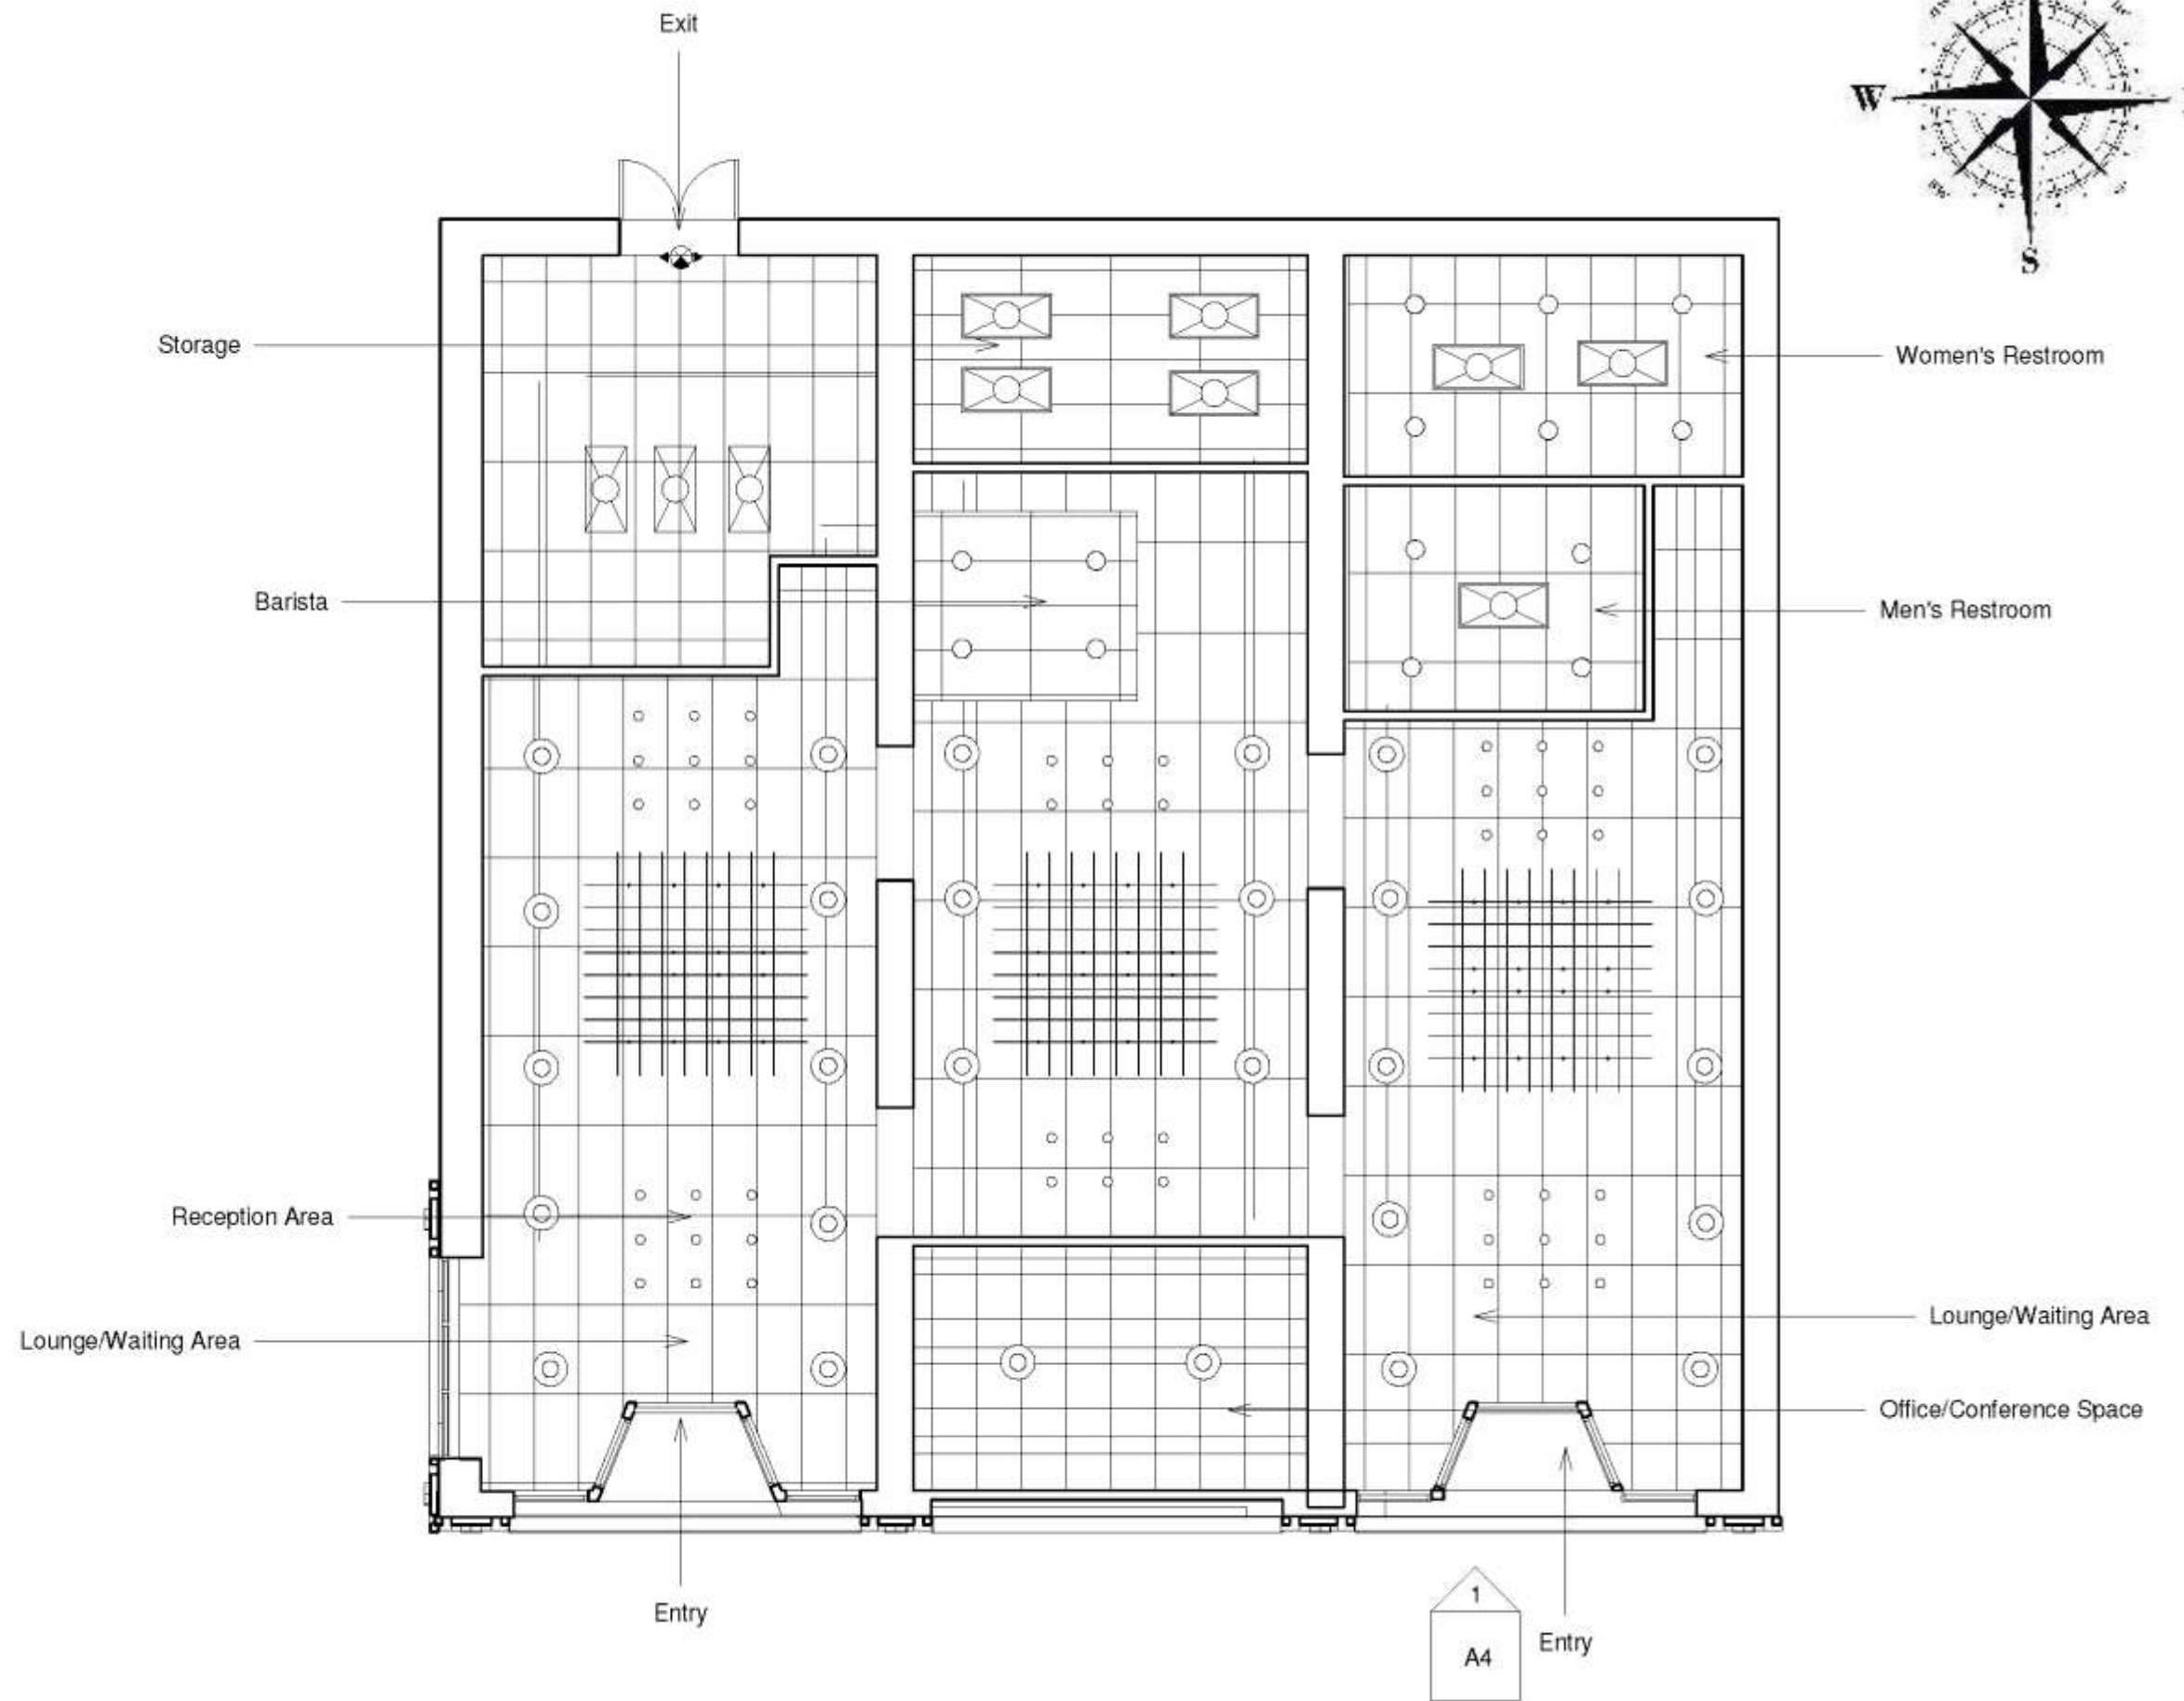 Exit
W
S
Storage
Women's Restroom
Barista
Men's Restroom
Reception Area
Lounge/Waiting Area
Lounge/Waiting Area
Office/Conference Space
Entry
1
A4
Entry